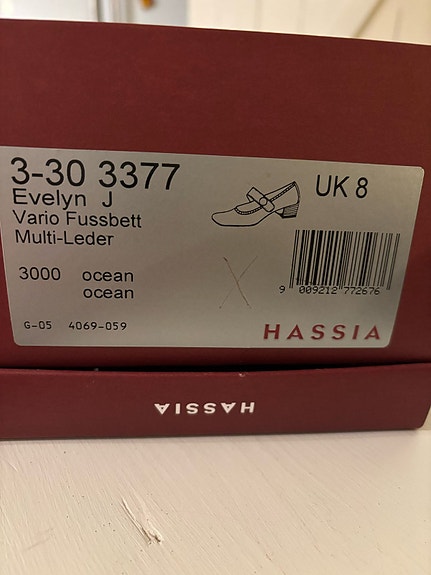 3-30 3377
Evelyn J
Vario Fussbett
Multi-Leder
UK 8
3000 ocean
ocean
9 009212 772676
G-05 4069-059
HASSIA
HASSIA